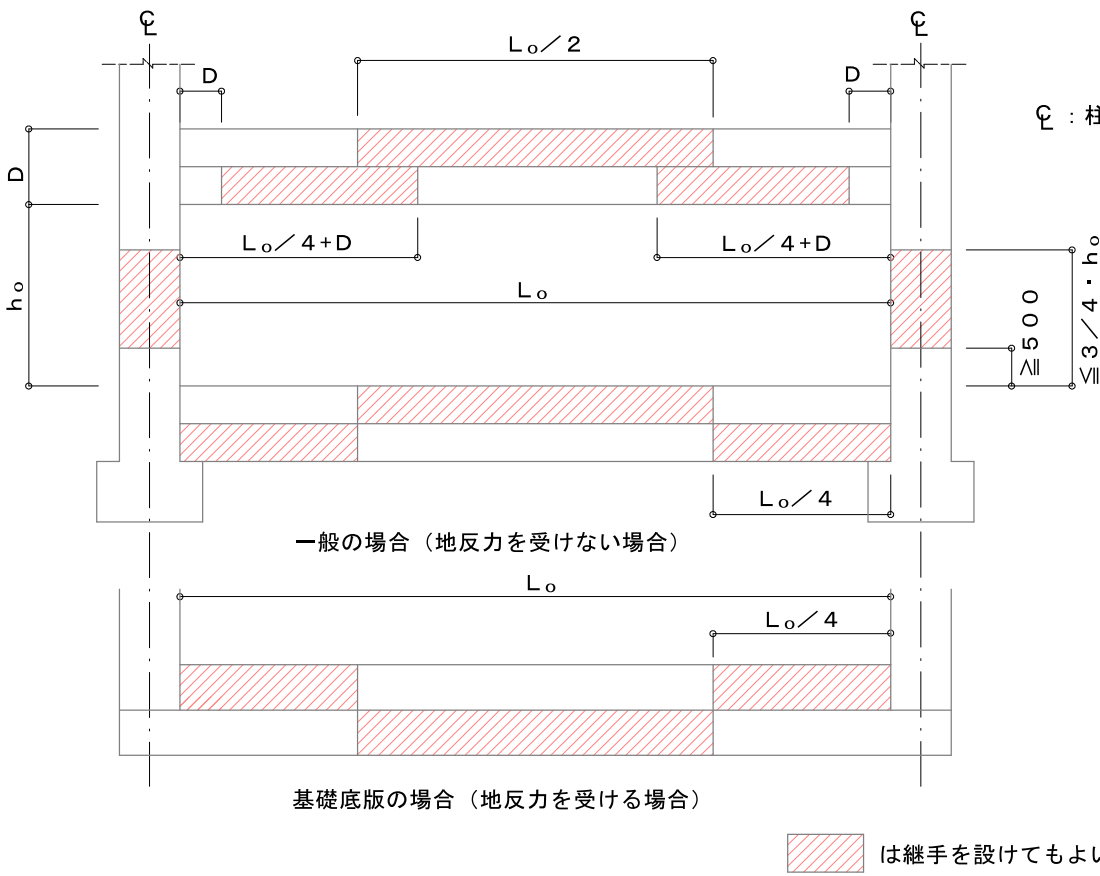 ℄
℄
Lo／2
D
D
℄：柱
D
Lo／4+D
Lo／4+D
ho
Lo
≧500
≦3／4・ho
Lo／4
一般の場合（地反力を受けない場合）
Lo
Lo／4
基礎底版の場合（地反力を受ける場合）
は継手を設けてもよい